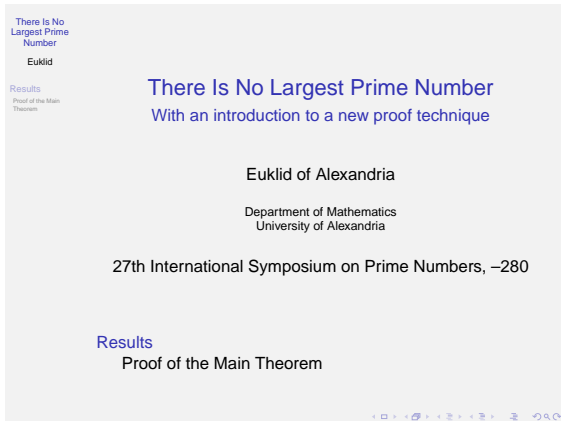 There Is No
Largest Prime
Number
Euklid
Results
Proof of the Main
Theorem
There Is No Largest Prime Number
With an introduction to a new proof technique
Euklid of Alexandria
Department of Mathematics
University of Alexandria
27th International Symposium on Prime Numbers, –280
Results
Proof of the Main Theorem